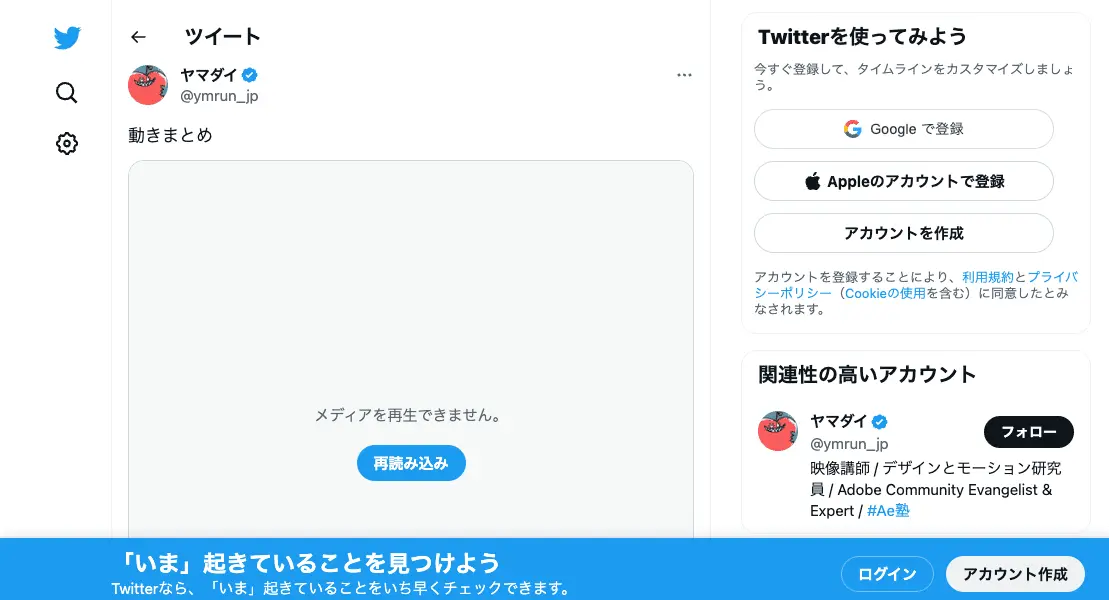 ツイート
ヤマダイ
@ymrun_jp
動きまとめ
メディアを再生できません。
再読み込み
Twitterを使ってみよう
今すぐ登録して、タイムラインをカスタマイズしましょ
う。
Google で登録
Appleのアカウントで登録
アカウントを作成
アカウントを登録することにより、利用規約とプライバ
シーポリシー（Cookieの使用を含む）に同意したとみ
なされます。
関連性の高いアカウント
ヤマダイ
@ymrun_jp
フォロー
映像講師 / デザインとモーション研究
員 / Adobe Community Evangelist &
Expert / #Ae塾
「いま」起きていることを見つけよう
Twitterなら、「いま」起きていることをいち早くチェックできます。
ログイン
アカウント作成